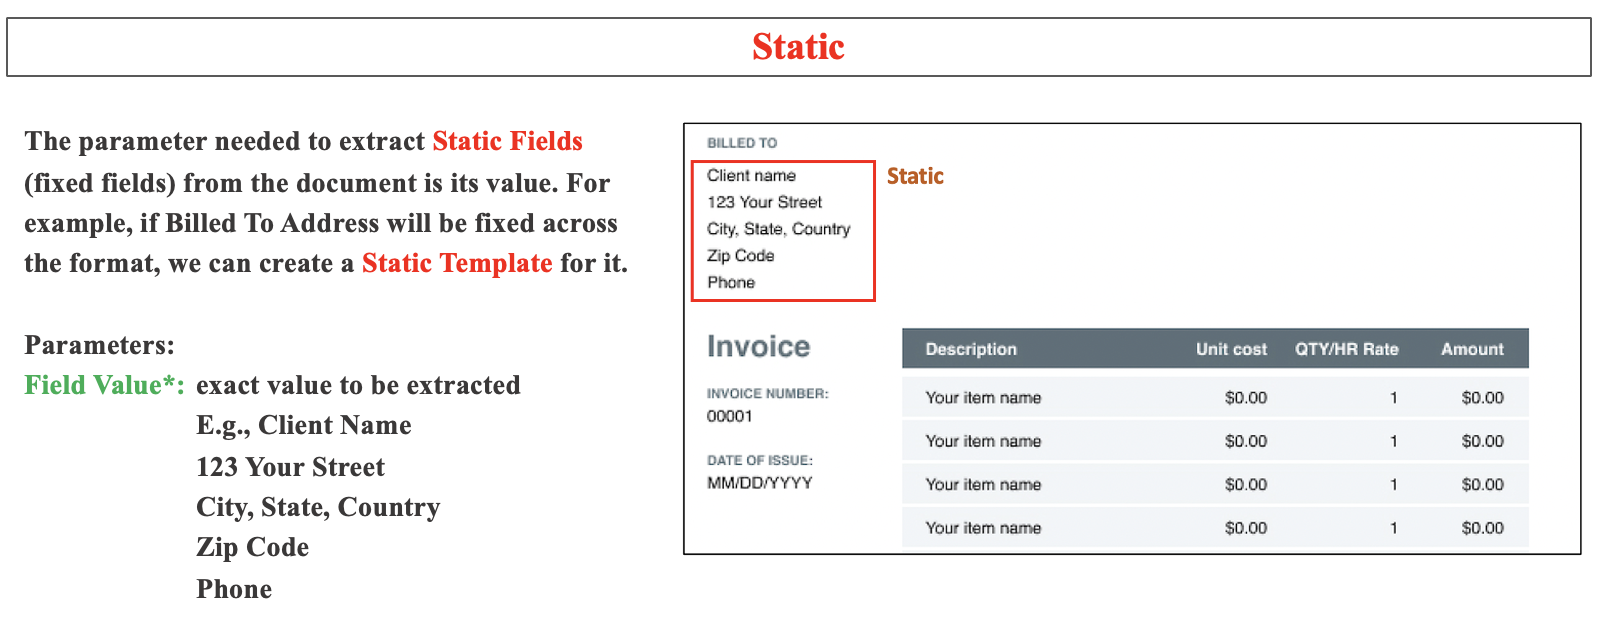 Static
The parameter needed to extract Static Fields
(fixed fields) from the document is its value. For
example, if Billed To Address will be fixed across
the format, we can create a Static Template for it.
Parameters:
Field Value*: exact value to be extracted
E.g., Client Name
123 Your Street
City, State, Country
Zip Code
Phone
BILLED TO
Client name
123 Your Street
City, State, Country
Zip Code
Phone
Static
Invoice
INVOICE NUMBER:
00001
DATE OF ISSUE:
MM/DD/YYYY
Description Unit cost QTY/HR Rate Amount
Your item name $0.00 1 $0.00
Your item name $0.00 1 $0.00
Your item name $0.00 1 $0.00
Your item name $0.00 1 $0.00